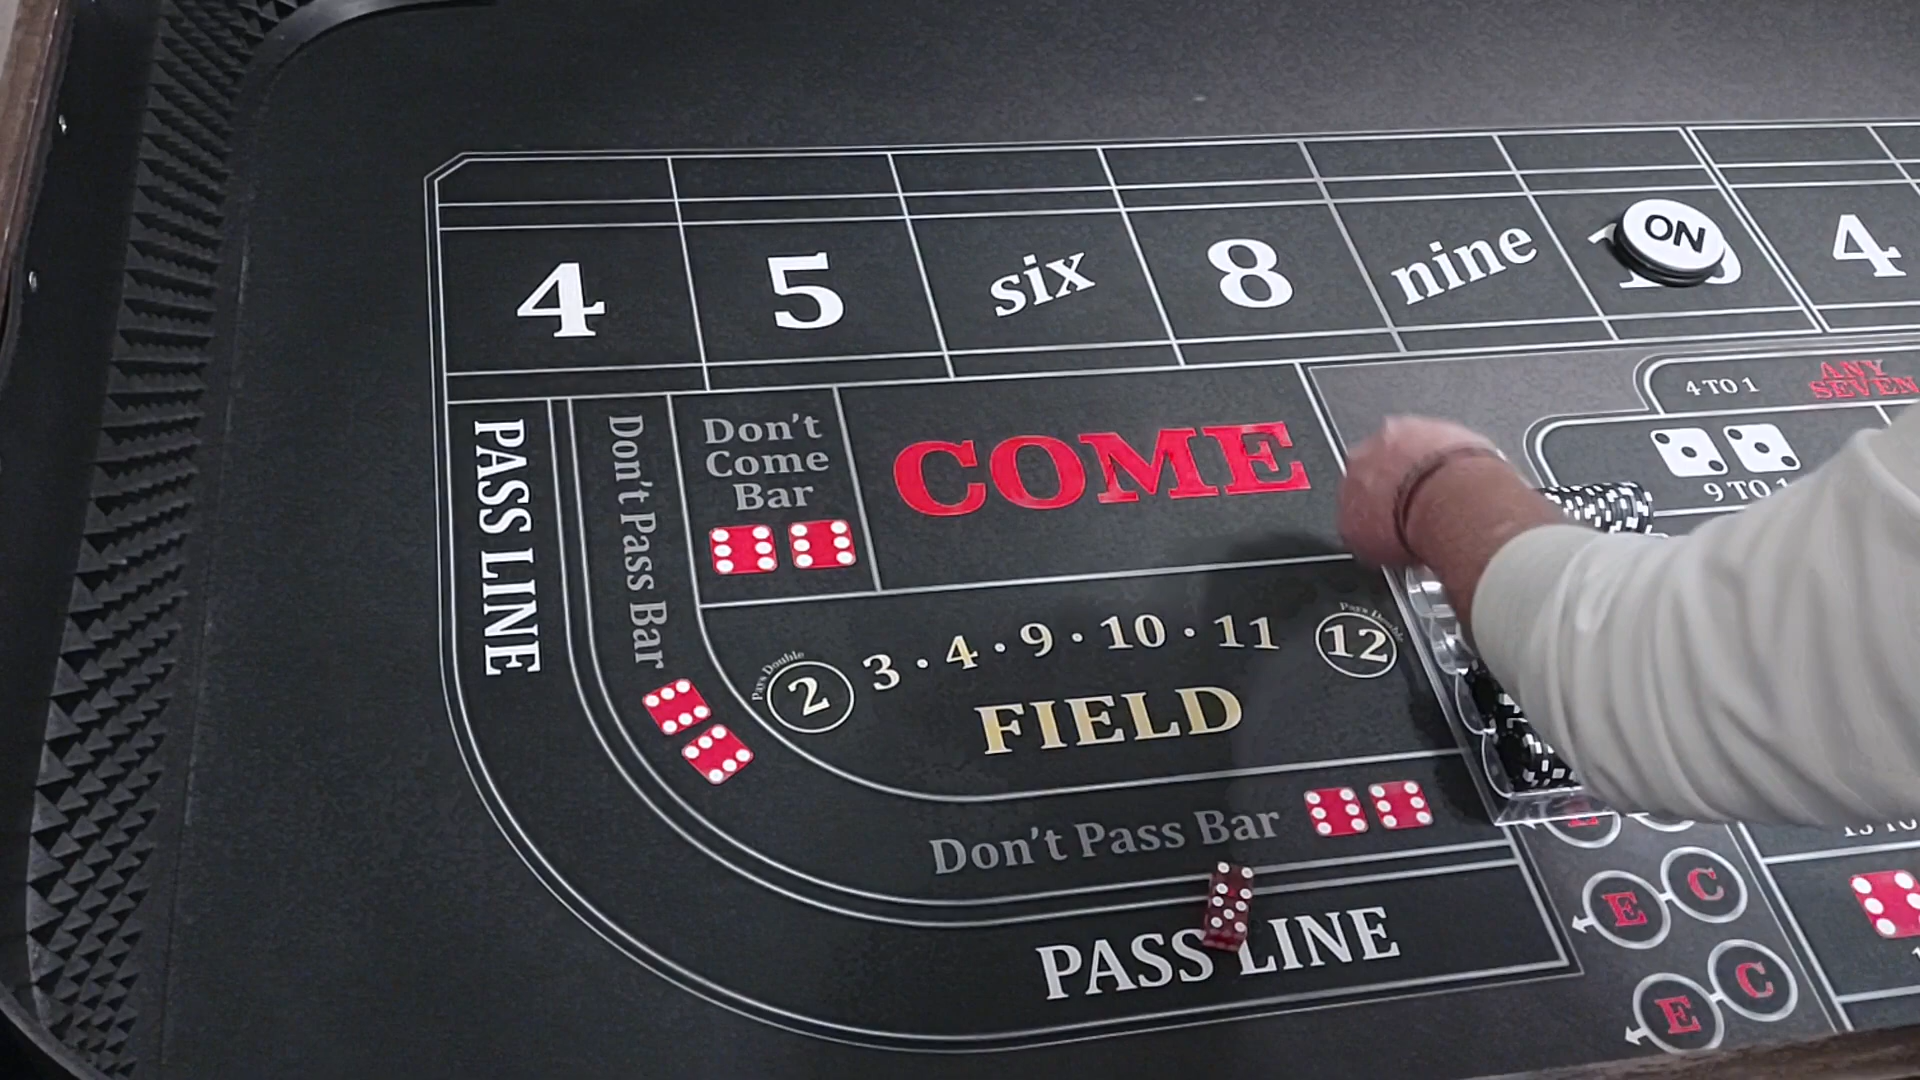 4 5 six 8 nine ON 4
4 TO 1 ANY SEVEN
9 TO 1
PASS LINE
Don't Pass Bar
Don't
Come
Bar
COME
Pays Double
2 3 · 4 · 9 · 10 · 11 12
Pays Double
FIELD
Don't Pass Bar
PASS LINE
E C
E C